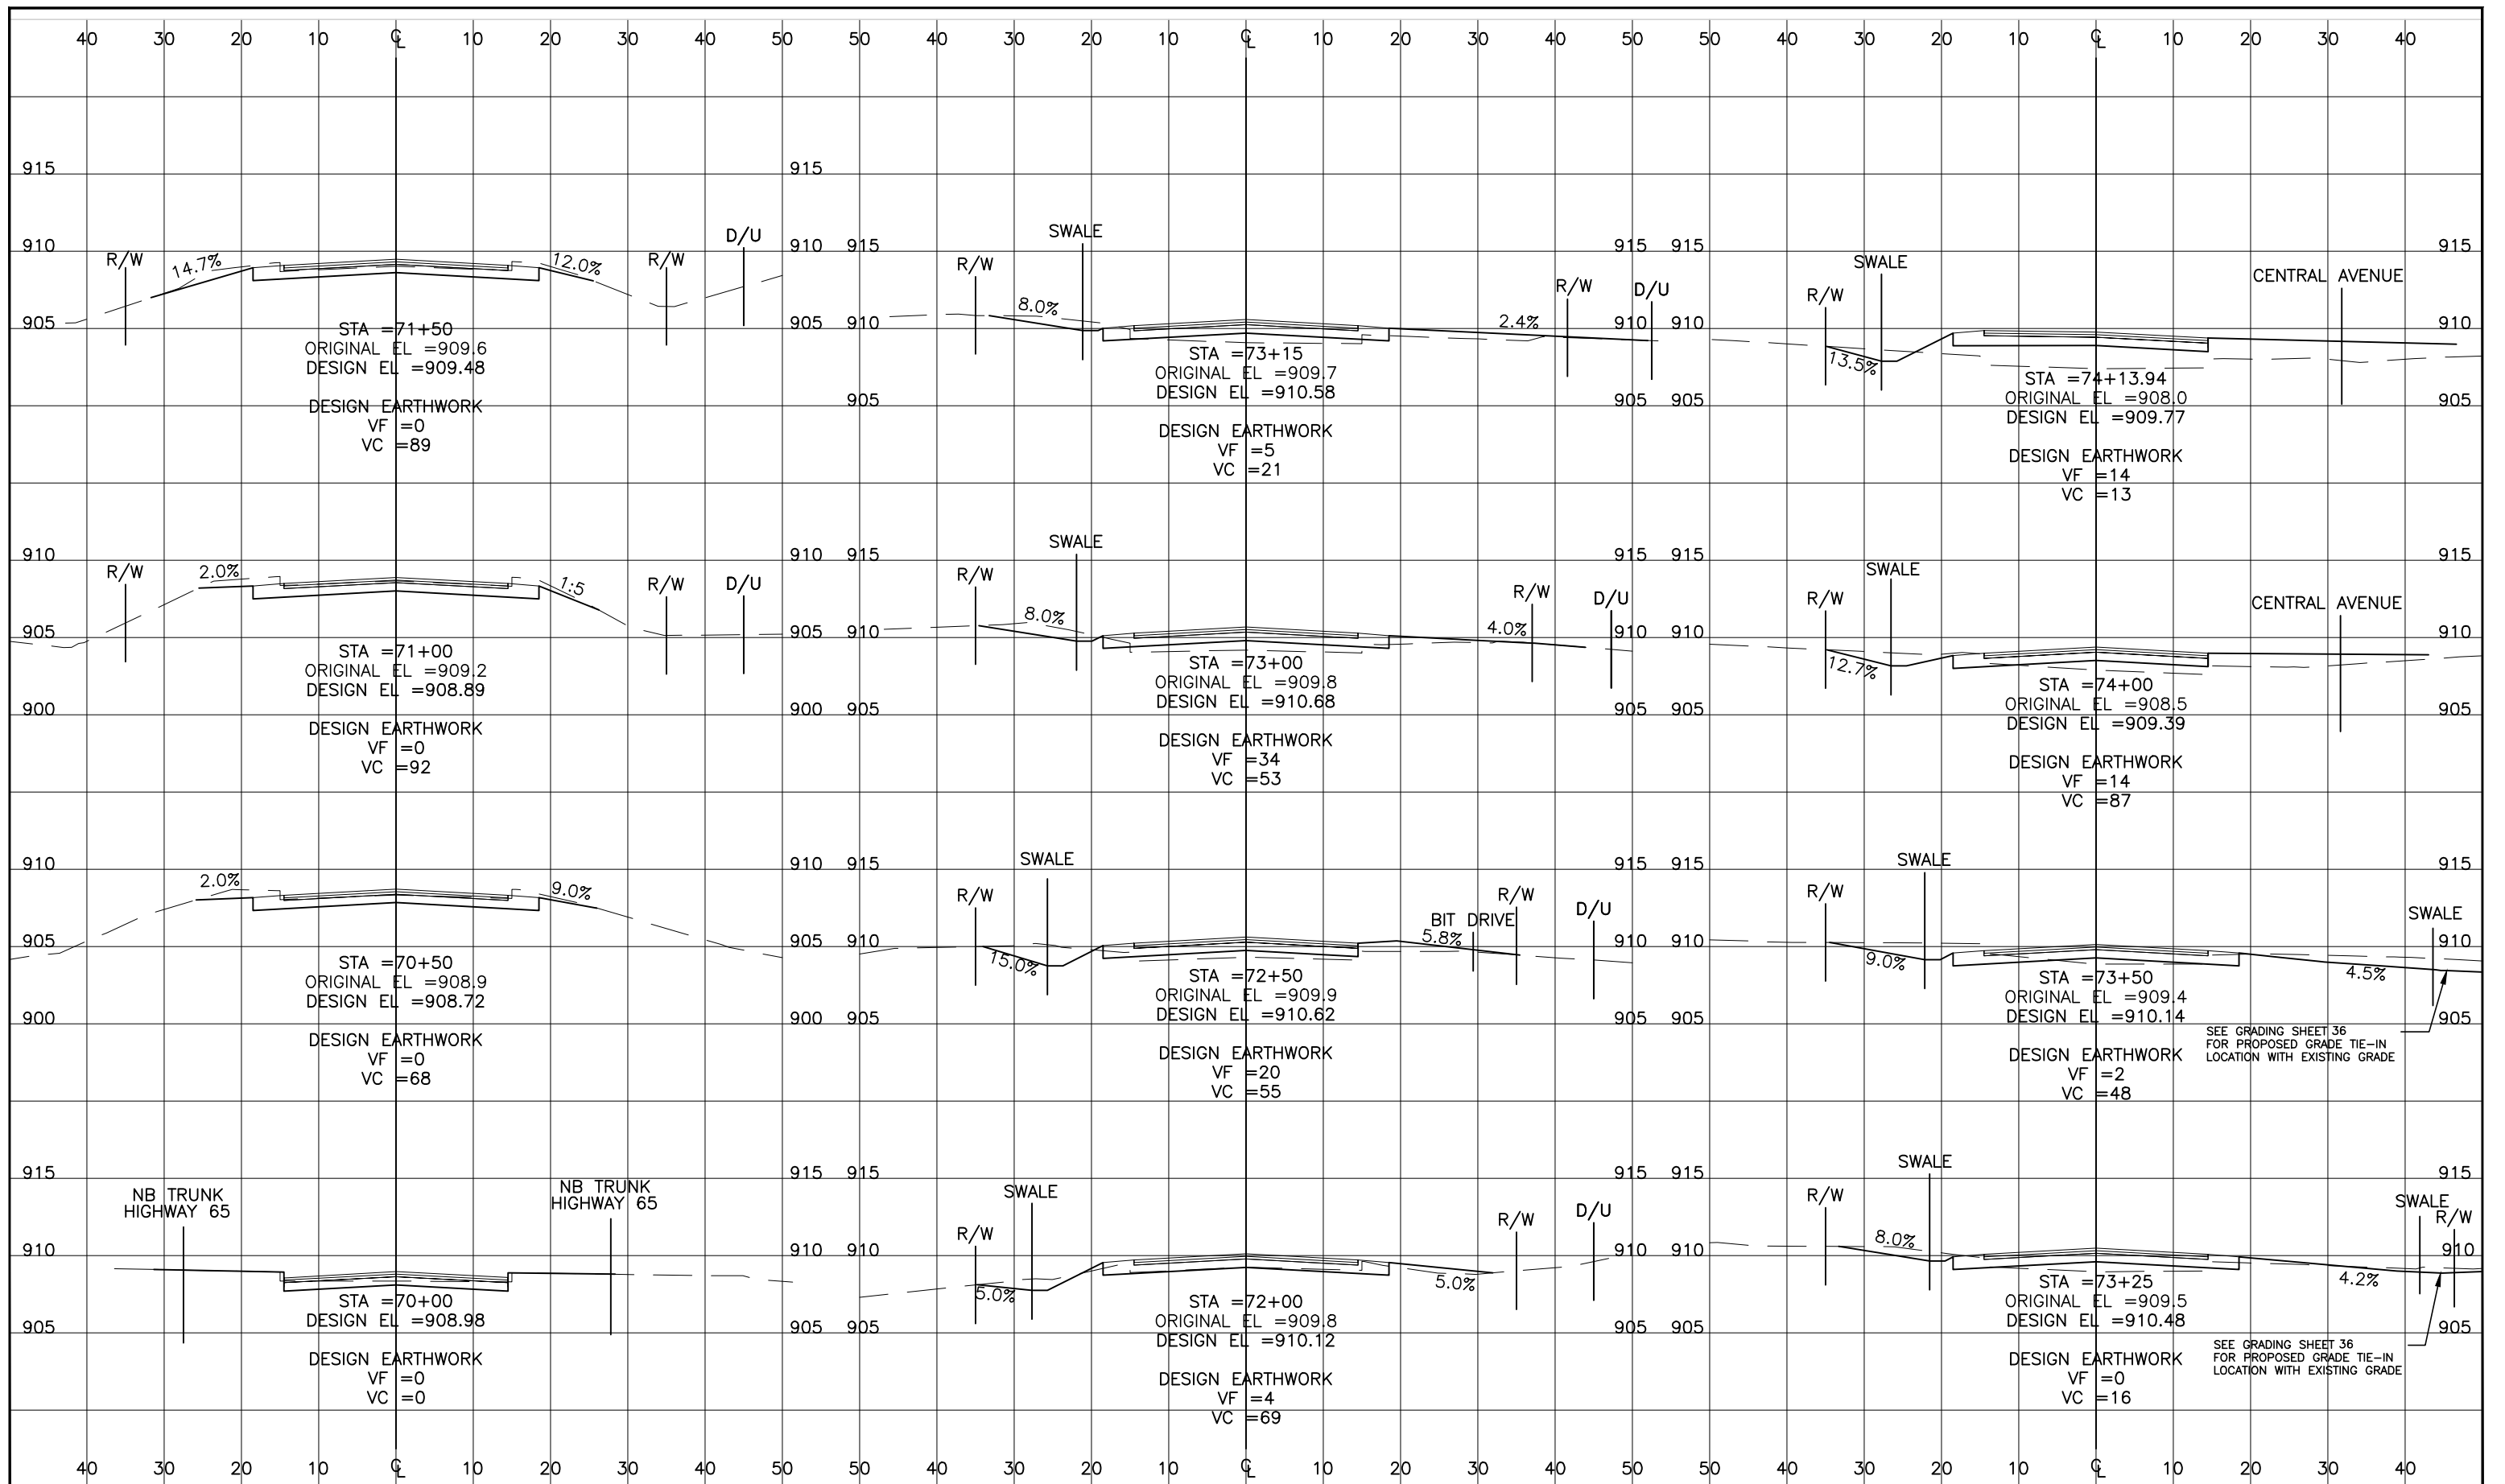 40 30 20 10 ℄ 10 20 30 40 50 50 40 30 20 10 ℄ 10 20 30 40 50 50 40 30 20 10 ℄ 10 20 30 40
915 915
910 910
905 905
R/W
14.7%
12.0%
R/W
D/U
STA =71+50
ORIGINAL EL =909.6
DESIGN EL =909.48
DESIGN EARTHWORK
VF =0
VC =89
915 915
910 910
905 905
R/W
8.0%
SWALE
2.4%
R/W
D/U
STA =73+15
ORIGINAL EL =909.7
DESIGN EL =910.58
DESIGN EARTHWORK
VF =5
VC =21
915 915
910 910
905 905
R/W
13.5%
SWALE
CENTRAL AVENUE
STA =74+13.94
ORIGINAL EL =908.0
DESIGN EL =909.77
DESIGN EARTHWORK
VF =14
VC =13
910 910
905 905
900 900
R/W
2.0%
1:5
R/W
D/U
STA =71+00
ORIGINAL EL =909.2
DESIGN EL =908.89
DESIGN EARTHWORK
VF =0
VC =92
915 915
910 910
905 905
R/W
8.0%
SWALE
4.0%
R/W
D/U
STA =73+00
ORIGINAL EL =909.8
DESIGN EL =910.68
DESIGN EARTHWORK
VF =34
VC =53
915 915
910 910
905 905
R/W
12.7%
SWALE
CENTRAL AVENUE
STA =74+00
ORIGINAL EL =908.5
DESIGN EL =909.39
DESIGN EARTHWORK
VF =14
VC =87
910 910
905 905
900 900
2.0%
9.0%
STA =70+50
ORIGINAL EL =908.9
DESIGN EL =908.72
DESIGN EARTHWORK
VF =0
VC =68
915 915
910 910
905 905
R/W
15.0%
SWALE
BIT DRIVE
5.8%
R/W
D/U
STA =72+50
ORIGINAL EL =909.9
DESIGN EL =910.62
DESIGN EARTHWORK
VF =20
VC =55
915 915
910 910
905 905
R/W
9.0%
SWALE
4.5%
SWALE
STA =73+50
ORIGINAL EL =909.4
DESIGN EL =910.14
SEE GRADING SHEET 36
FOR PROPOSED GRADE TIE-IN
LOCATION WITH EXISTING GRADE
DESIGN EARTHWORK
VF =2
VC =48
915 915
910 910
905 905
NB TRUNK
HIGHWAY 65
NB TRUNK
HIGHWAY 65
STA =70+00
DESIGN EL =908.98
DESIGN EARTHWORK
VF =0
VC =0
915 915
910 910
905 905
R/W
5.0%
SWALE
5.0%
R/W
D/U
STA =72+00
ORIGINAL EL =909.8
DESIGN EL =910.12
DESIGN EARTHWORK
VF =4
VC =69
915 915
910 910
905 905
R/W
8.0%
SWALE
4.2%
SWALE
R/W
STA =73+25
ORIGINAL EL =909.5
DESIGN EL =910.48
SEE GRADING SHEET 36
FOR PROPOSED GRADE TIE-IN
LOCATION WITH EXISTING GRADE
DESIGN EARTHWORK
VF =0
VC =16
40 30 20 10 ℄ 10 20 30 40 50 50 40 30 20 10 ℄ 10 20 30 40 50 50 40 30 20 10 ℄ 10 20 30 40